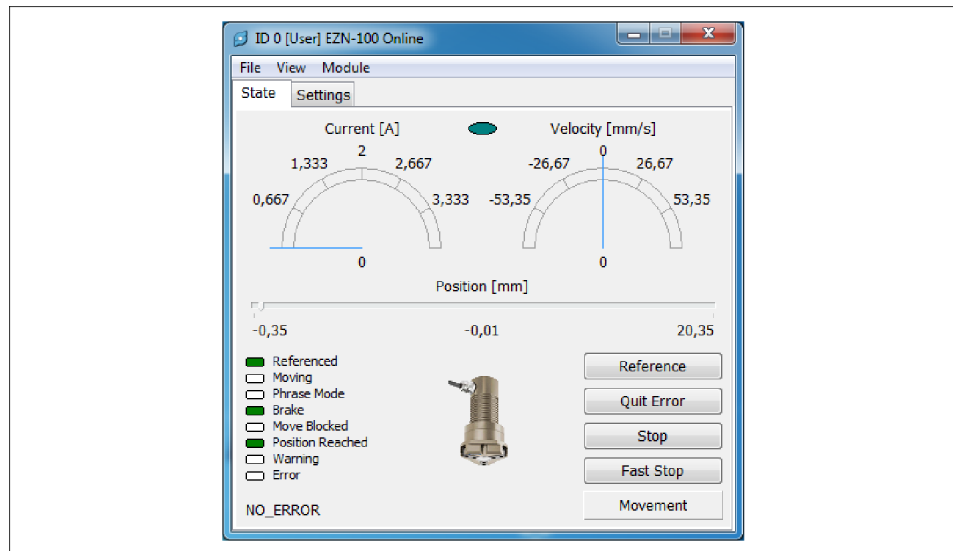 ID 0 [User] EZN-100 Online
File View Module
State Settings
Current [A] Velocity [mm/s]
2 0
1,333 2,667 -26,67 26,67
0,667 3,333 -53,35 53,35
0 0
Position [mm]
-0,35 -0,01 20,35
Referenced
Moving
Phrase Mode
Brake
Move Blocked
Position Reached
Warning
Error
NO_ERROR
Reference
Quit Error
Stop
Fast Stop
Movement